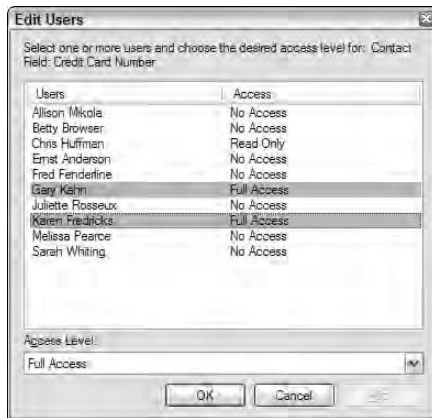 Edit Users
Select one or more users and choose the desired access level for: Contact
Field: Credit Card Number
Users Access
Allison Mikola No Access
Betty Browser No Access
Chris Huffman Read Only
Ernst Anderson No Access
Fred Fenderline No Access
Gary Kahn Full Access
Juliette Rosseux No Access
Karen Fredricks Full Access
Melissa Pearce No Access
Sarah Whiting No Access
Access Level:
Full Access
OK Cancel